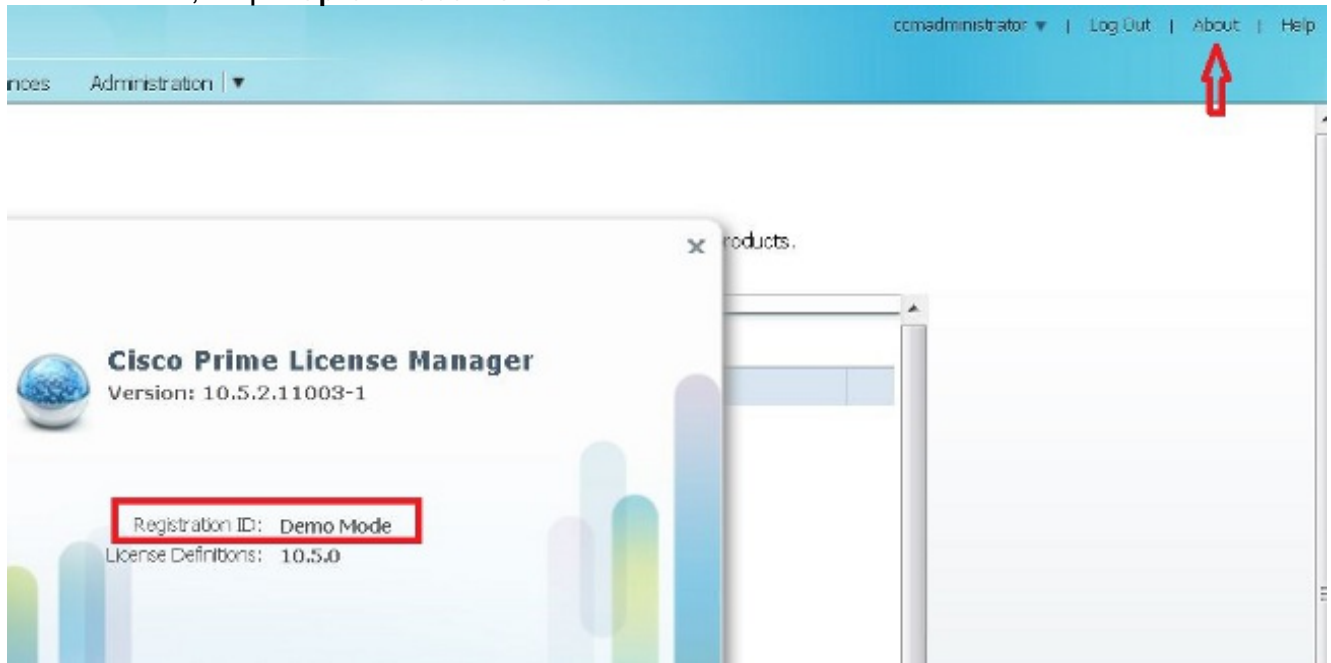 ccmadministrator ▼ | Log Out | About | Help
nces Administration | ▼
roducts.
x
Cisco Prime License Manager
Version: 10.5.2.11003-1
Registration ID: Demo Mode
License Definitions: 10.5.0